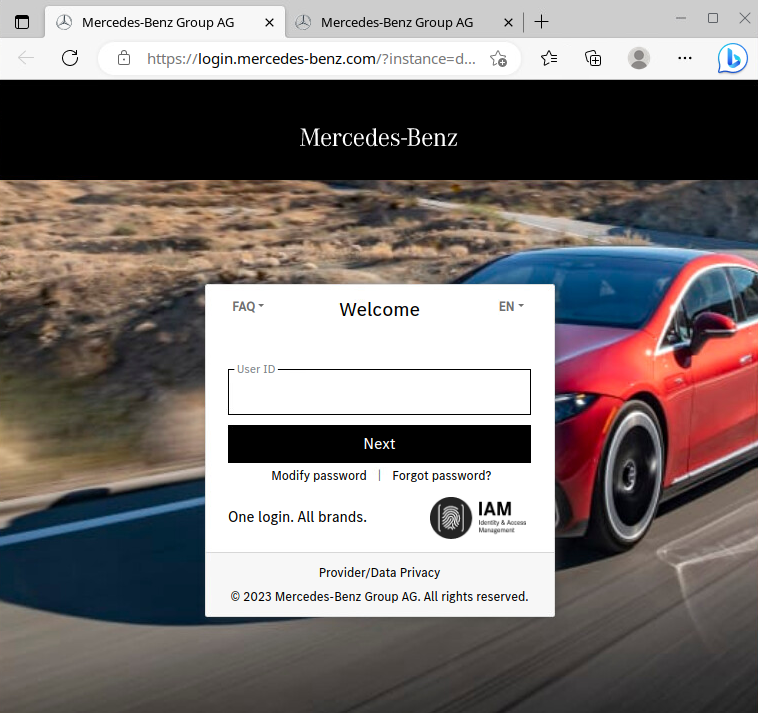 Mercedes-Benz Group AG
Mercedes-Benz Group AG
https://login.mercedes-benz.com/?instance=d...
Mercedes-Benz
FAQ
Welcome
EN
User ID
Next
Modify password | Forgot password?
One login. All brands.
IAM
Identity & Access
Management
Provider/Data Privacy
© 2023 Mercedes-Benz Group AG. All rights reserved.